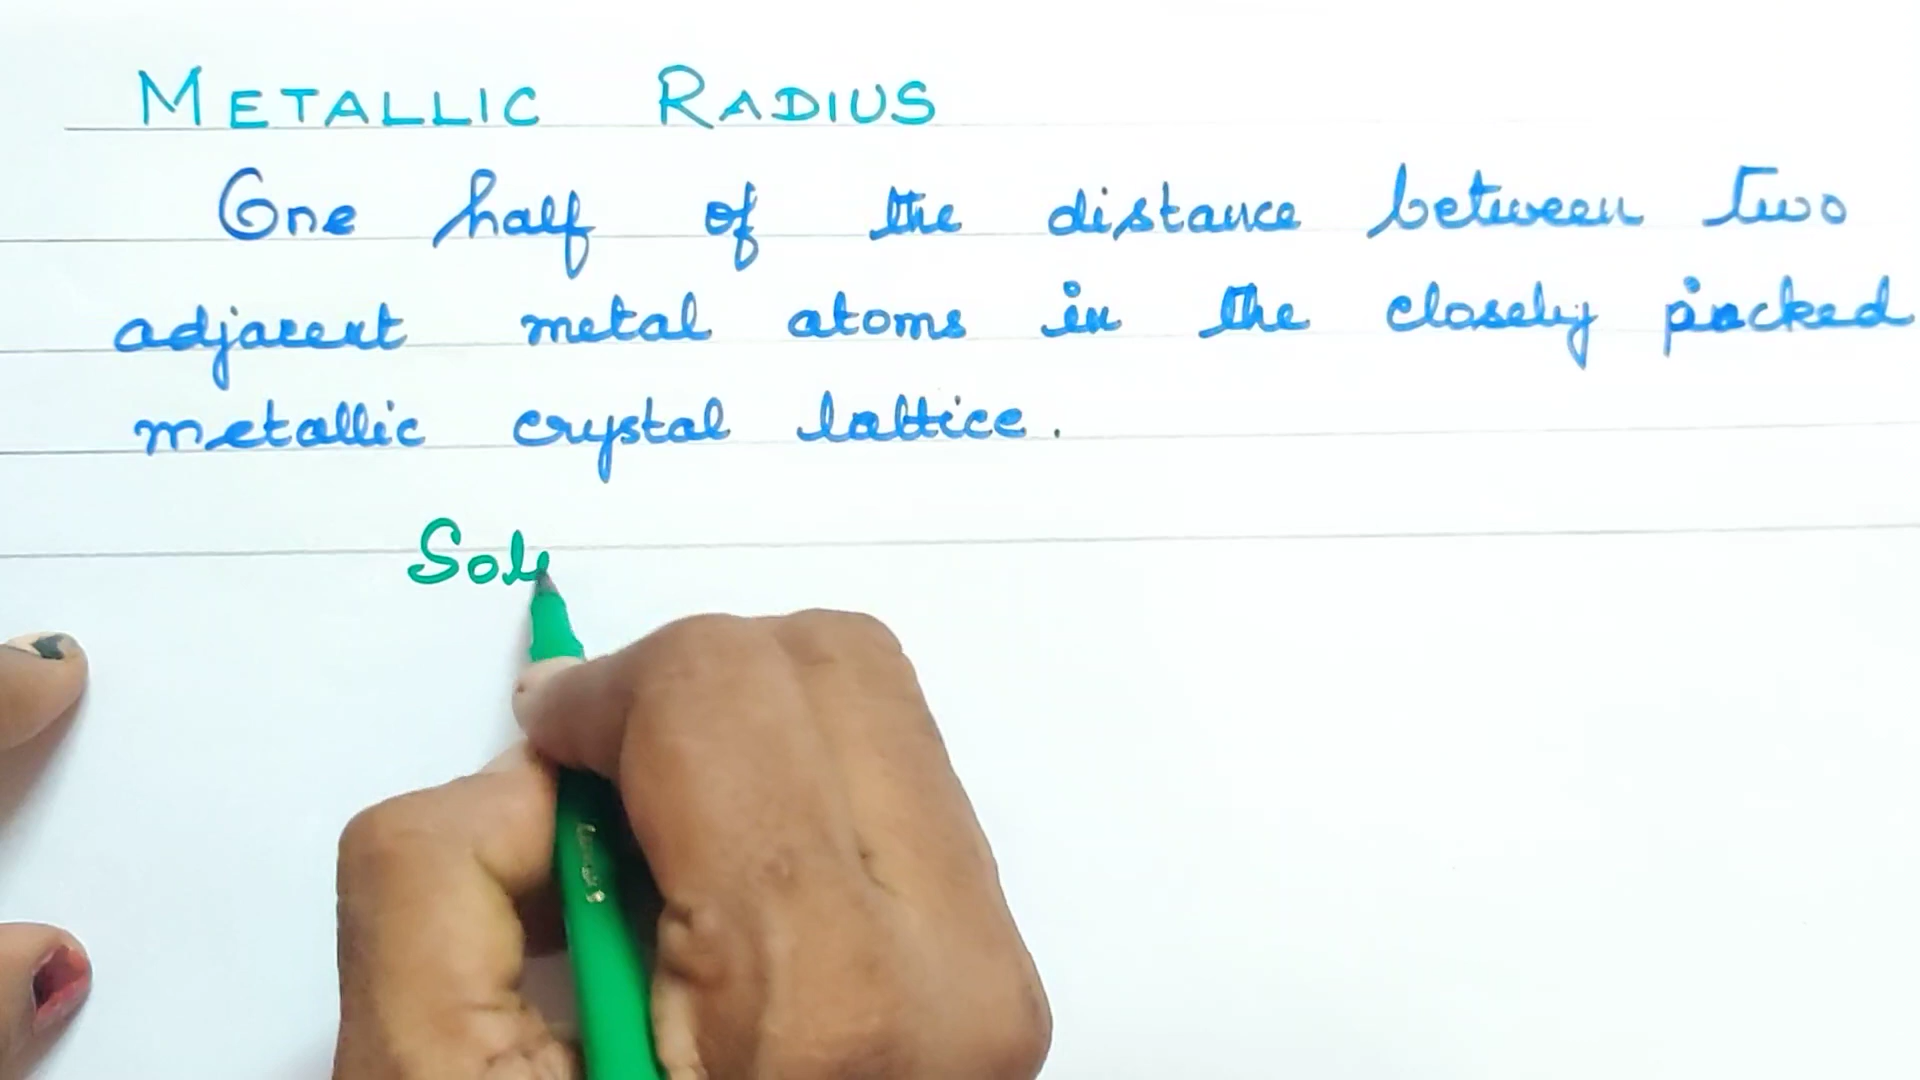 METALLIC RADIUS
One half of the distance between two
adjacent metal atoms in the closely packed
metallic crystal lattice.